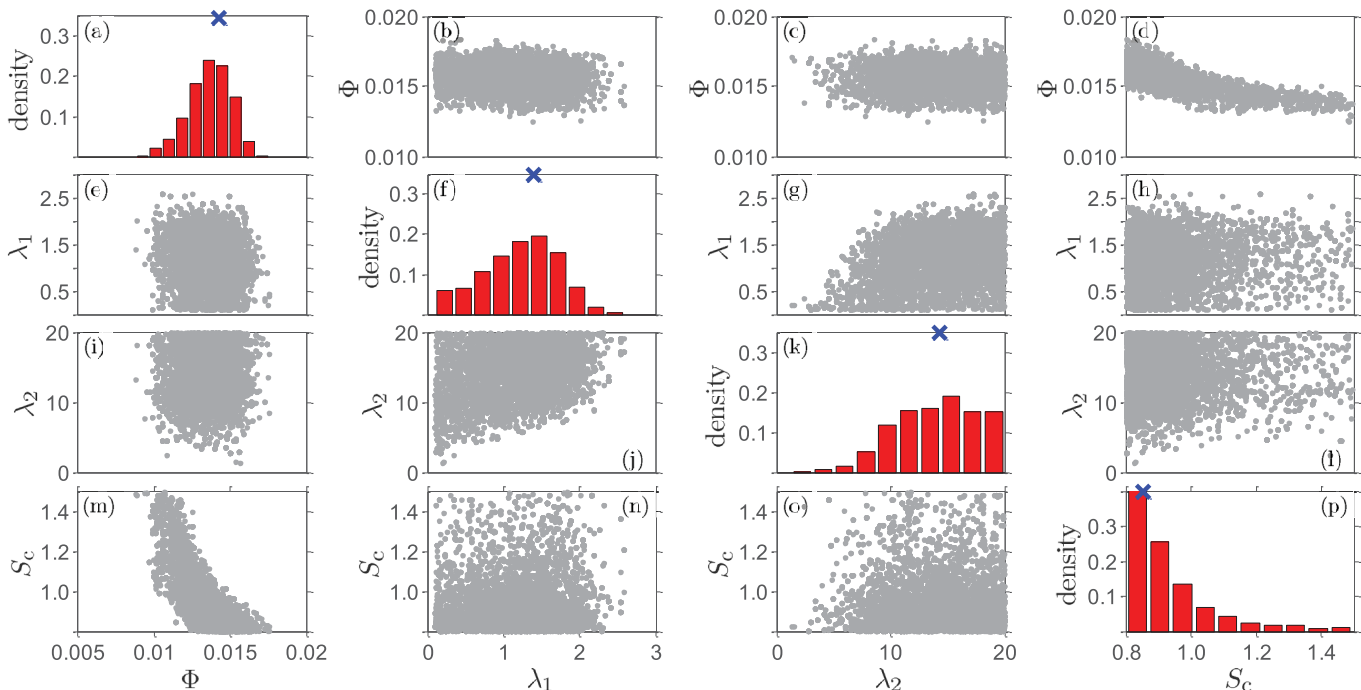 (a) (b) (c) (d)
density 0.3 0.2 0.1
Φ 0.020 0.015 0.010
Φ 0.020 0.015 0.010
Φ 0.020 0.015 0.010
(e) (f) (g) (h)
λ1 2.5 1.5 0.5
density 0.3 0.2 0.1
λ1 2.5 1.5 0.5
λ1 2.5 1.5 0.5
(i) (j) (k) (l)
λ2 20 10 0
λ2 20 10 0
density 0.3 0.2 0.1
λ2 20 10 0
(m) (n) (o) (p)
Sc 1.4 1.2 1.0
Sc 1.4 1.2 1.0
Sc 1.4 1.2 1.0
density 0.3 0.2 0.1
0.005 0.01 0.015 0.02
0 1 2 3
0 10 20
0.8 1.0 1.2 1.4
Φ λ1 λ2 Sc